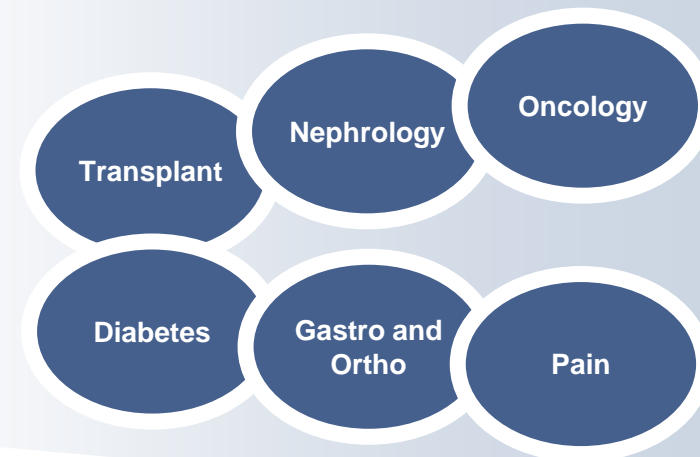 Transplant
Nephrology
Oncology
Diabetes
Gastro and
Ortho
Pain